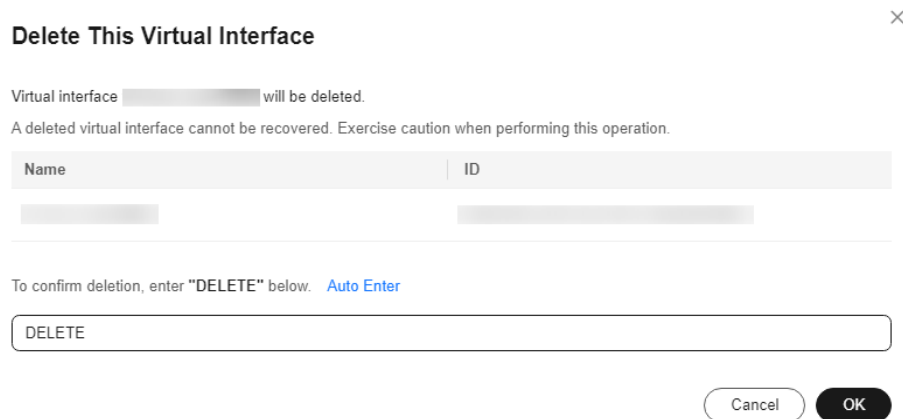 Delete This Virtual Interface
Virtual interface will be deleted.
A deleted virtual interface cannot be recovered. Exercise caution when performing this operation.
Name ID
To confirm deletion, enter "DELETE" below. Auto Enter
DELETE
Cancel OK